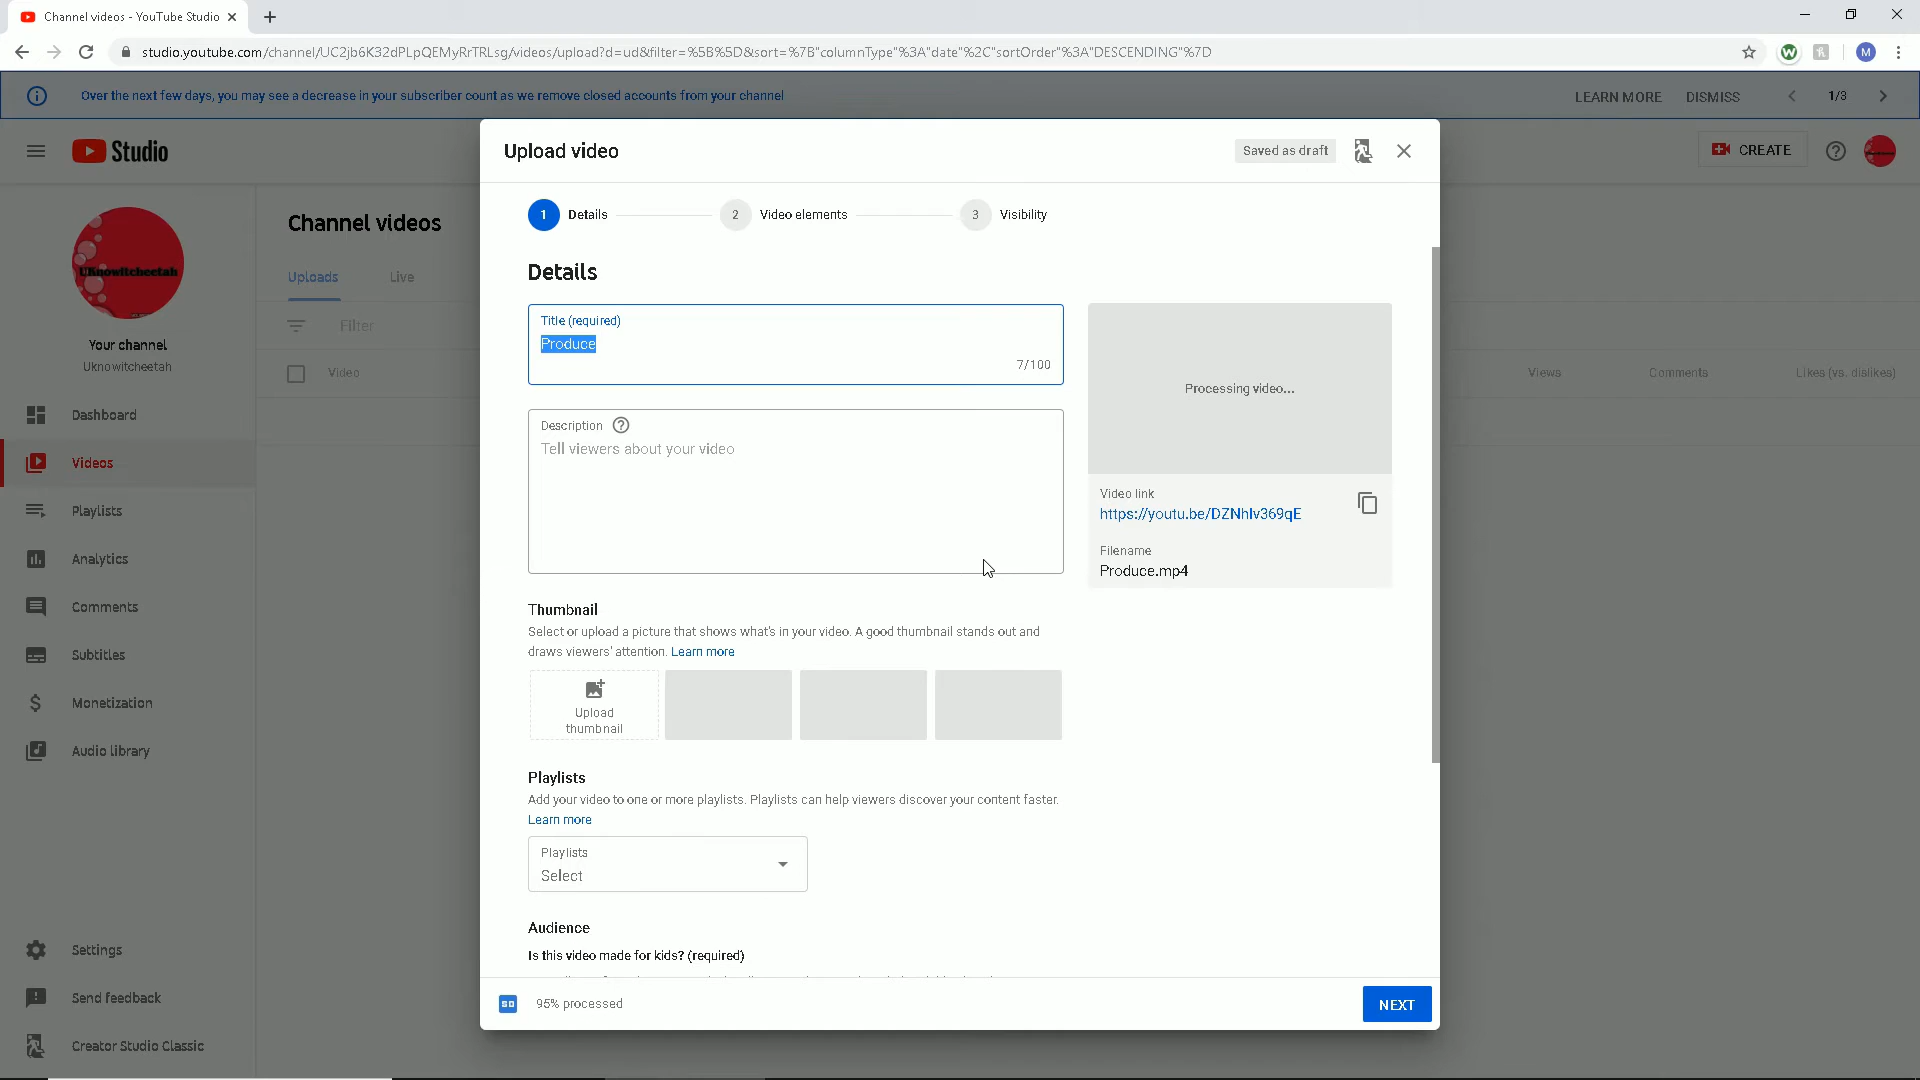 Channel videos - YouTube Studio
studio.youtube.com/channel/UC2jb6K32dPLpQEMyRrTRLsg/videos/upload?d=ud&filter=%5B%5D&sort=%7B"columnType"%3A"date"%2C"sortOrder"%3A"DESCENDING"%7D
M
Over the next few days, you may see a decrease in your subscriber count as we remove closed accounts from your channel
LEARN MORE
DISMISS
1/3
Studio
CREATE
Upload video
Saved as draft
1 Details
2 Video elements
3 Visibility
UKnowitcheetah
Your channel
Uknowitcheetah
Dashboard
Videos
Playlists
Analytics
Comments
Subtitles
Monetization
Audio library
Settings
Send feedback
Creator Studio Classic
Channel videos
Uploads
Live
Filter
Video
Views
Comments
Likes (vs. dislikes)
Details
Title (required)
Produce
7/100
Description
Tell viewers about your video
Processing video...
Video link
https://youtu.be/DZNhlv369qE
Filename
Produce.mp4
Thumbnail
Select or upload a picture that shows what's in your video. A good thumbnail stands out and
draws viewers' attention. Learn more
Upload
thumbnail
Playlists
Add your video to one or more playlists. Playlists can help viewers discover your content faster.
Learn more
Playlists
Select
Audience
Is this video made for kids? (required)
SD
95% processed
NEXT